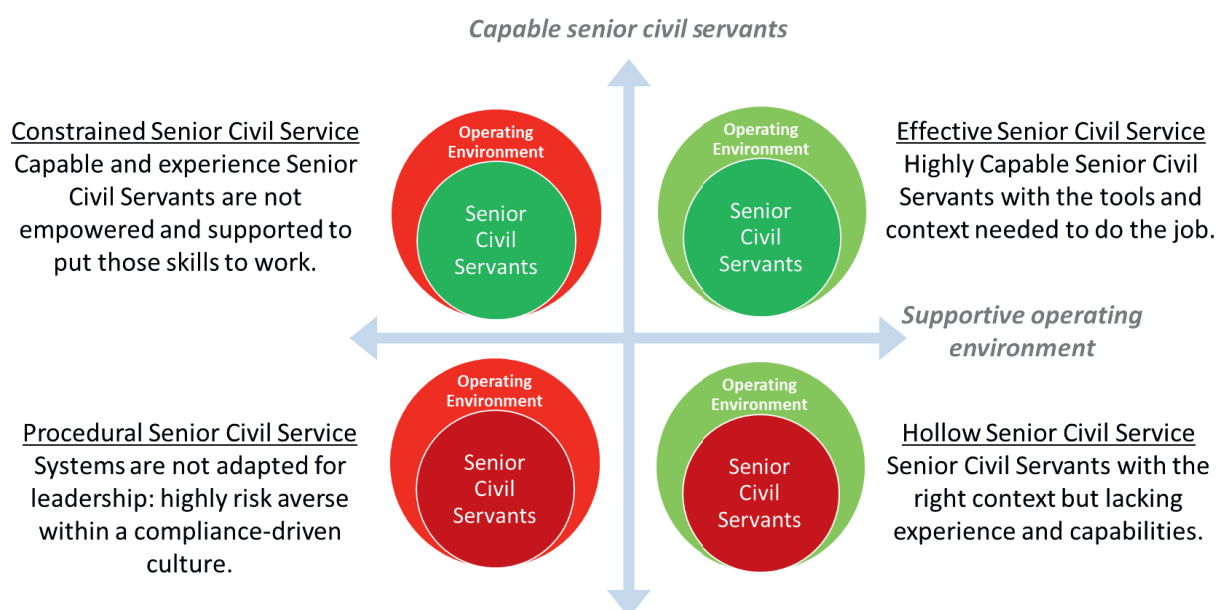 Capable senior civil servants
Constrained Senior Civil Service
Capable and experience Senior
Civil Servants are not
empowered and supported to
put those skills to work.
Operating
Environment
Senior
Civil
Servants
Operating
Environment
Senior
Civil
Servants
Effective Senior Civil Service
Highly Capable Senior Civil
Servants with the tools and
context needed to do the job.
Supportive operating
environment
Procedural Senior Civil Service
Systems are not adapted for
leadership: highly risk averse
within a compliance-driven
culture.
Operating
Environment
Senior
Civil
Servants
Operating
Environment
Senior
Civil
Servants
Hollow Senior Civil Service
Senior Civil Servants with the
right context but lacking
experience and capabilities.